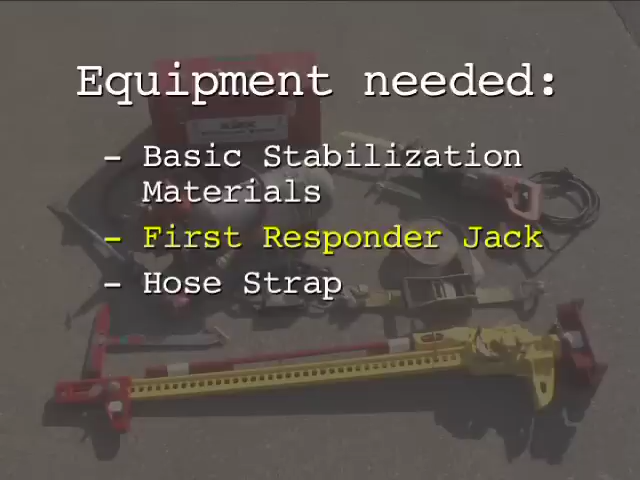 Equipment needed:
- Basic Stabilization
Materials
- First Responder Jack
- Hose Strap